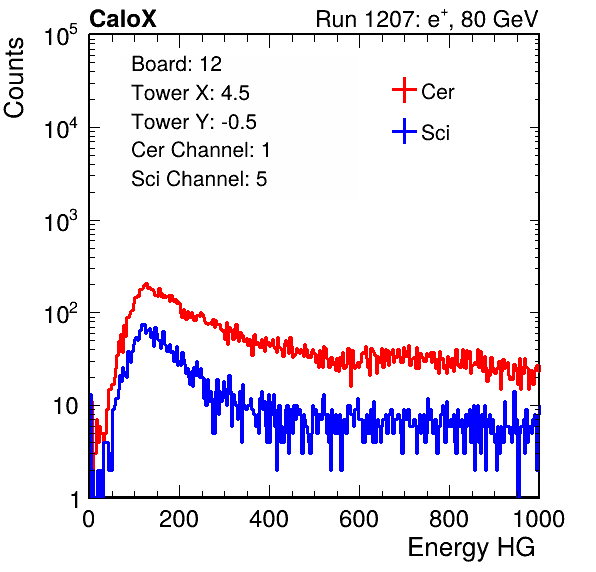 CaloX Run 1207: e⁺, 80 GeV
Counts
10⁵
10⁴
10³
10²
10
1
Board: 12
Tower X: 4.5
Tower Y: -0.5
Cer Channel: 1
Sci Channel: 5
Cer
Sci
0 200 400 600 800 1000
Energy HG